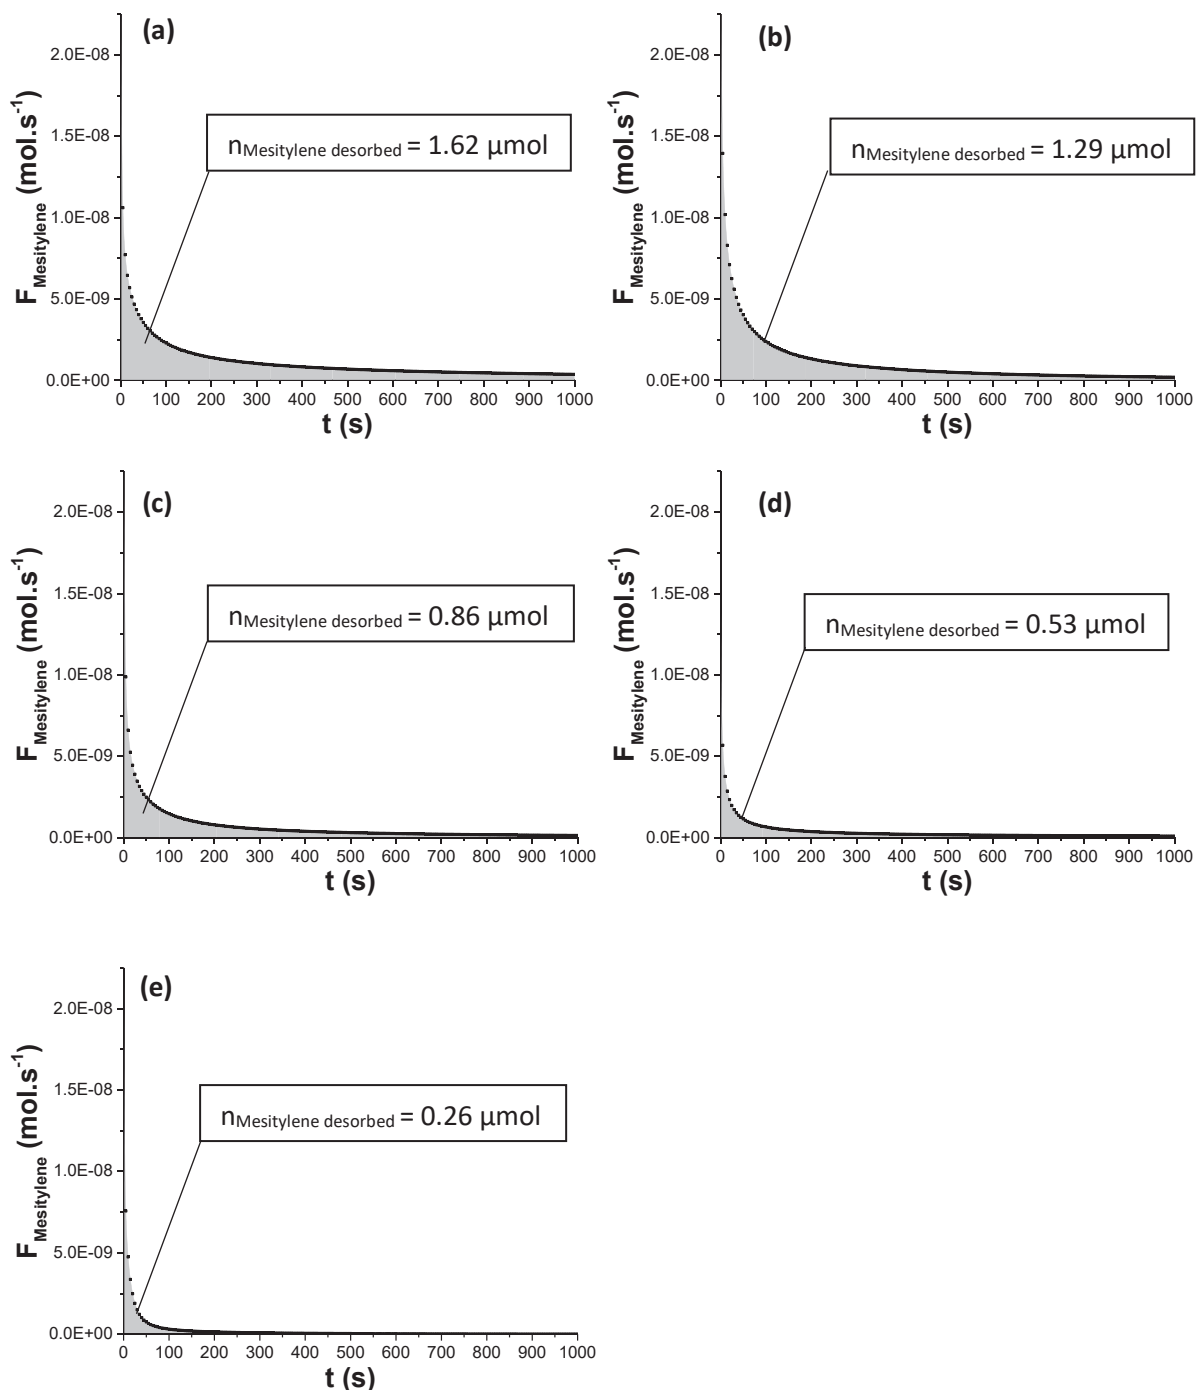 (a)
2.0E-08
1.5E-08
1.0E-08
5.0E-09
0.0E+00
F Mesitylene (mol.s-1)
nMesitylene desorbed = 1.62 µmol
0 100 200 300 400 500 600 700 800 900 1000
t (s)
(b)
2.0E-08
1.5E-08
1.0E-08
5.0E-09
0.0E+00
F Mesitylene (mol.s-1)
nMesitylene desorbed = 1.29 µmol
0 100 200 300 400 500 600 700 800 900 1000
t (s)
(c)
2.0E-08
1.5E-08
1.0E-08
5.0E-09
0.0E+00
F Mesitylene (mol.s-1)
nMesitylene desorbed = 0.86 µmol
0 100 200 300 400 500 600 700 800 900 1000
t (s)
(d)
2.0E-08
1.5E-08
1.0E-08
5.0E-09
0.0E+00
F Mesitylene (mol.s-1)
nMesitylene desorbed = 0.53 µmol
0 100 200 300 400 500 600 700 800 900 1000
t (s)
(e)
2.0E-08
1.5E-08
1.0E-08
5.0E-09
0.0E+00
F Mesitylene (mol.s-1)
nMesitylene desorbed = 0.26 µmol
0 100 200 300 400 500 600 700 800 900 1000
t (s)